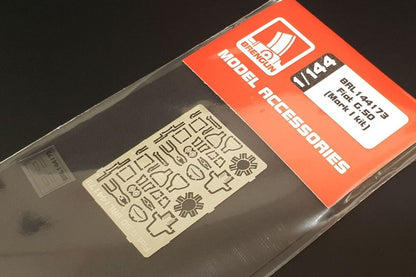 BRENGUN
MODEL ACCESSORIES
1/144
BRL144173
Fiat G.50
(Mark I kit)